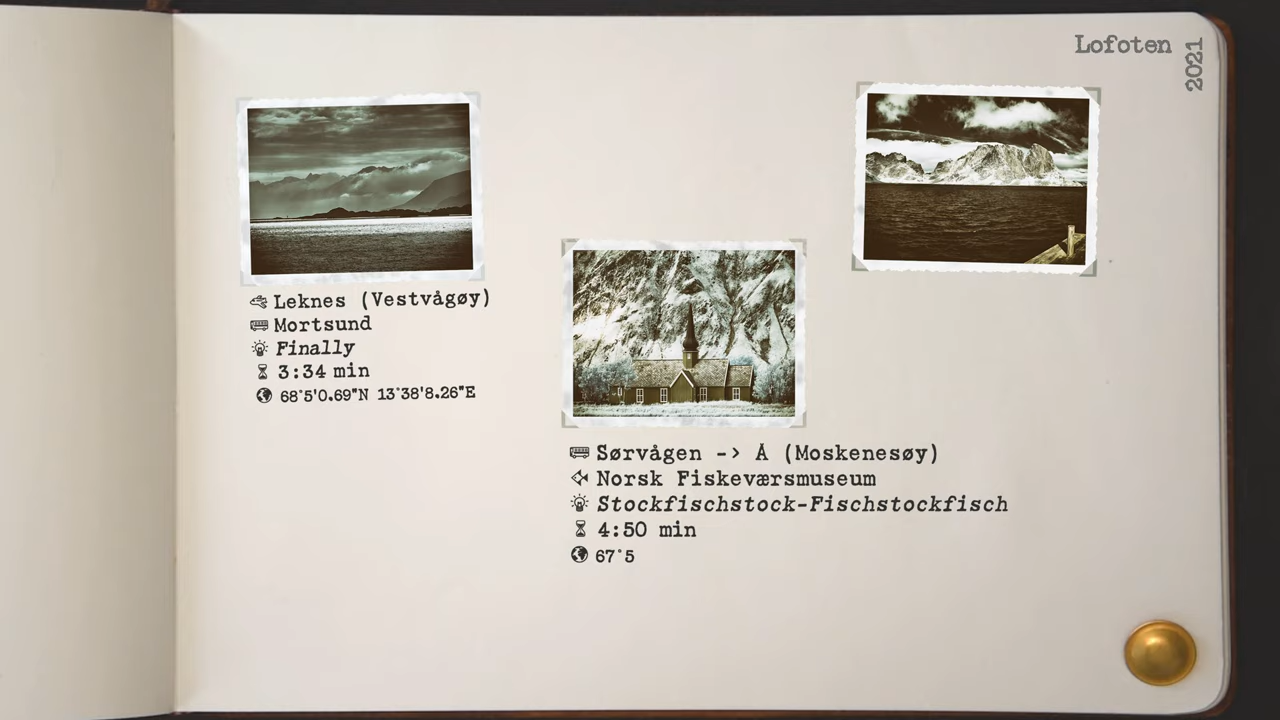 Lofoten
2021
Leknes (Vestvågøy)
Mortsund
Finally
3:34 min
68°5'0.69"N 13°38'8.26"E
Sørvågen -> Å (Moskenesøy)
Norsk Fiskeværsmuseum
Stockfischstock-Fischstockfisch
4:50 min
67°5